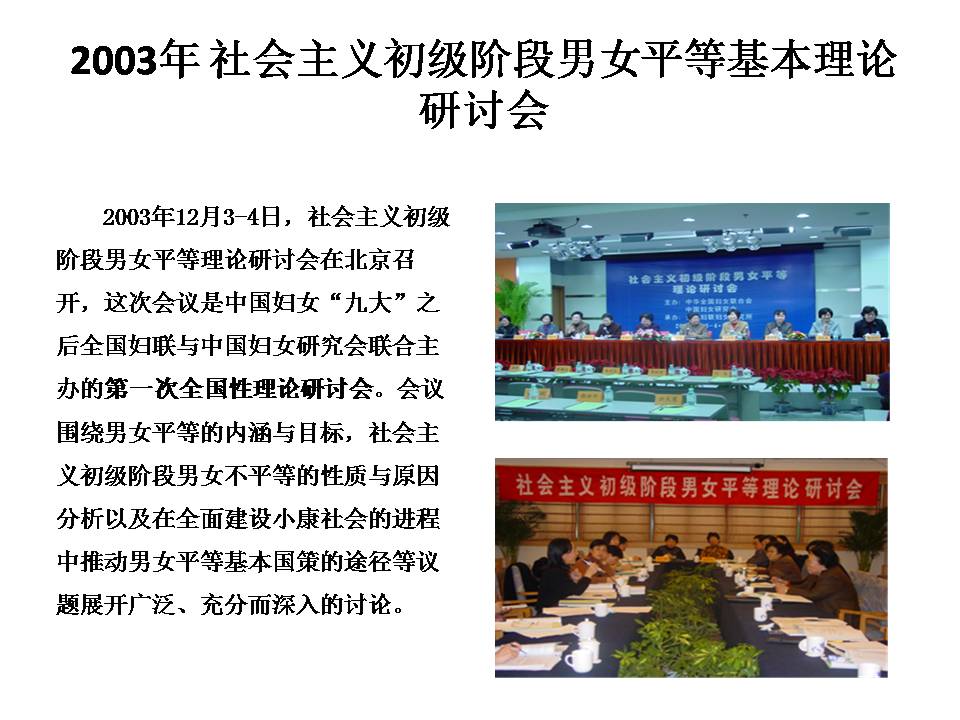 2003年 社会主义初级阶段男女平等基本理论
研讨会
2003年12月3-4日，社会主义初级
阶段男女平等理论研讨会在北京召
开，这次会议是中国妇女“九大”之
后全国妇联与中国妇女研究会联合主
办的第一次全国性理论研讨会。会议
围绕男女平等的内涵与目标，社会主
义初级阶段男女不平等的性质与原因
分析以及在全面建设小康社会的进程
中推动男女平等基本国策的途径等议
题展开广泛、充分而深入的讨论。
社会主义初级阶段男女平等
理论研讨会
主办：中华全国妇女联合会
中国妇女研究会
承办：
社会主义初级阶段男女平等理论研讨会